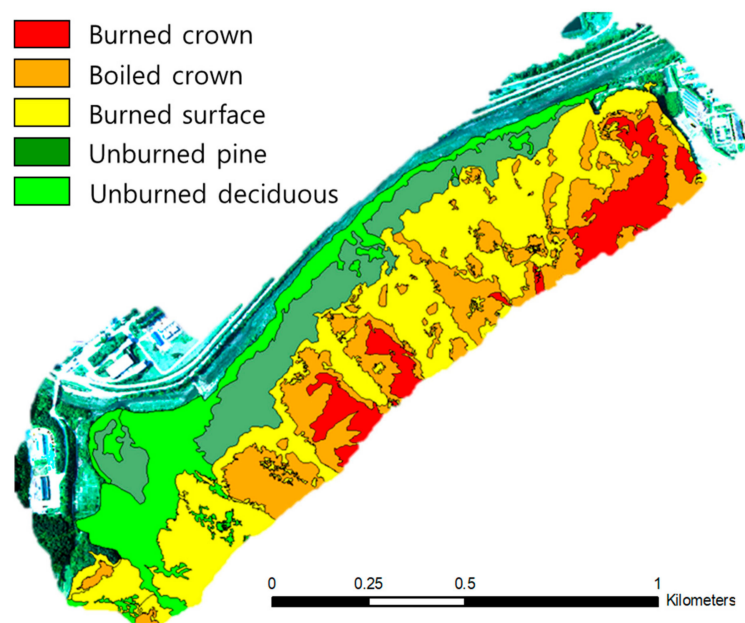 Burned crown
Boiled crown
Burned surface
Unburned pine
Unburned deciduous
0 0.25 0.5 1
Kilometers